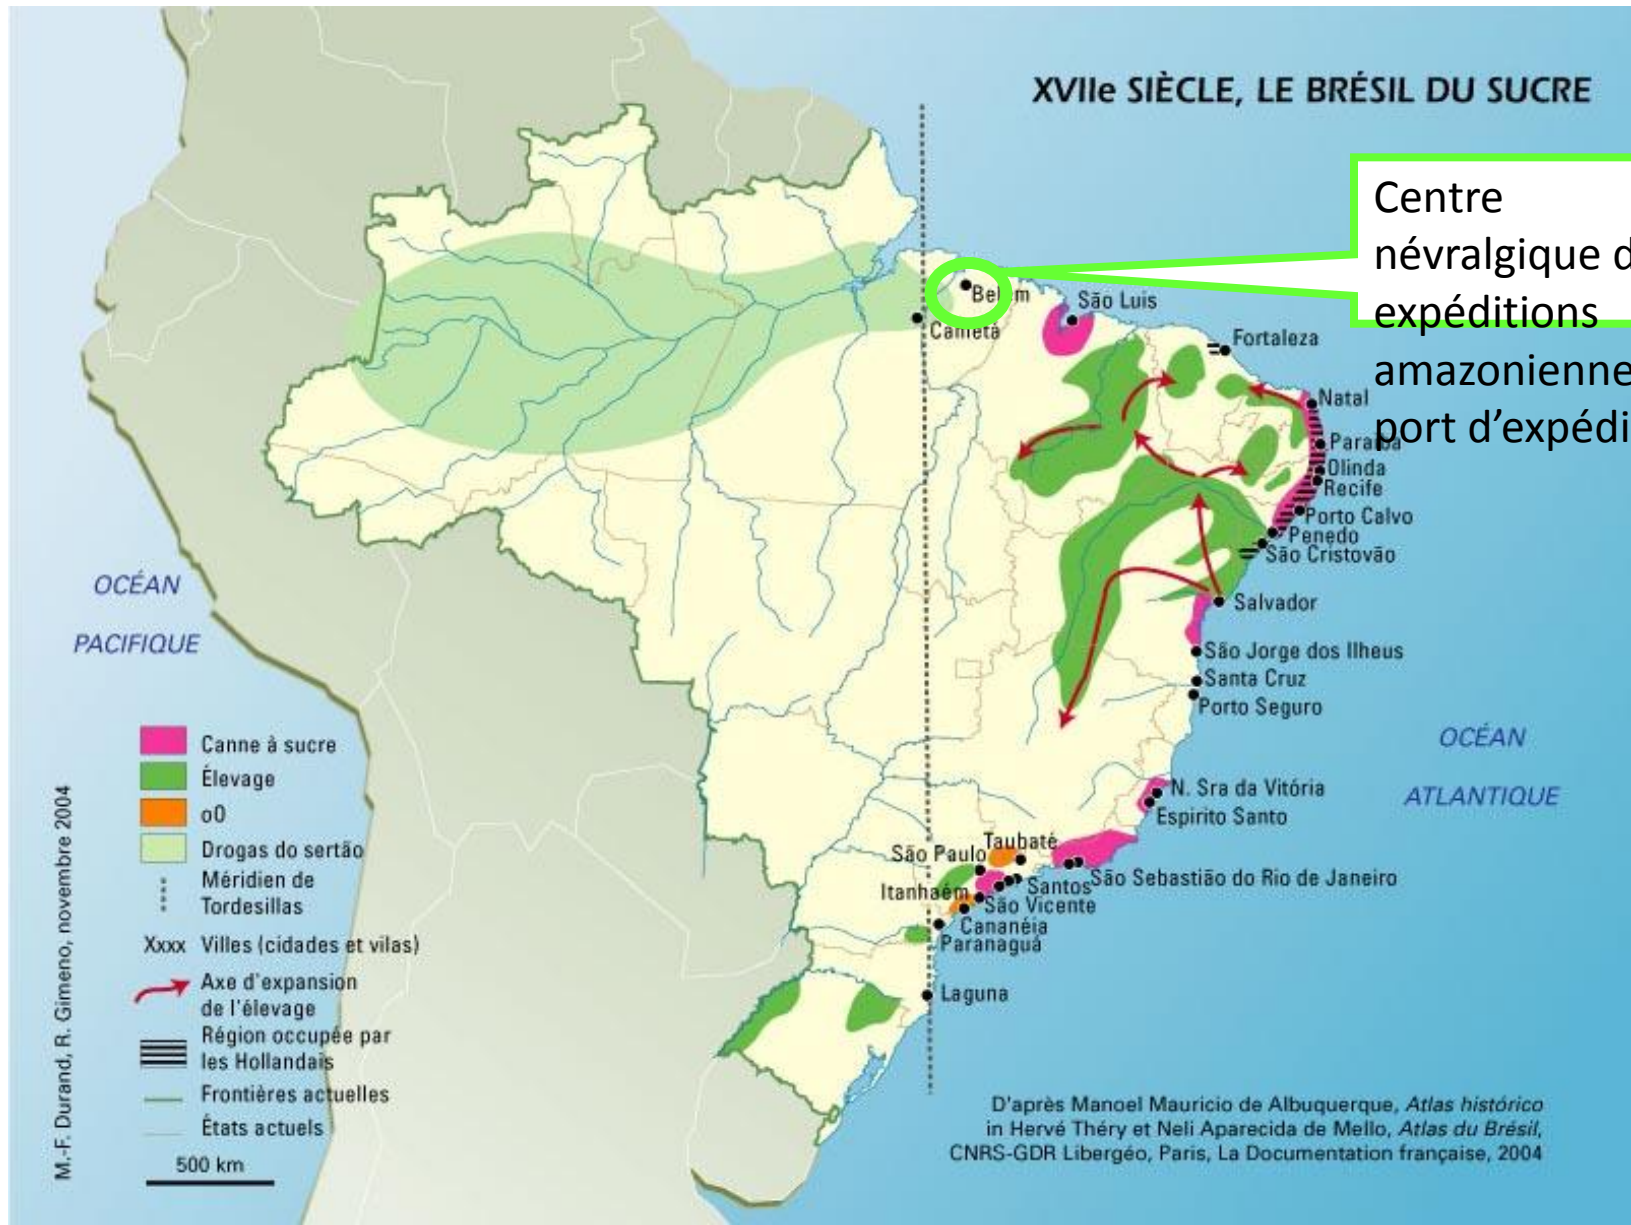 XVIIe SIÈCLE, LE BRÉSIL DU SUCRE
Centre
névralgique
expéditions
port
Belém
Cametá
São Luis
Fortaleza
Natal
Paraíba
Olinda
Recife
Porto Calvo
Penedo
São Cristovão
Salvador
São Jorge dos Ilheus
Santa Cruz
Porto Seguro
N. Sra da Vitória
Espirito Santo
Taubaté
São Paulo
São Sebastião do Rio de Janeiro
Santos
Itanhaém
São Vicente
Cananéia
Paranaguá
Laguna
OCÉAN
PACIFIQUE
OCÉAN
ATLANTIQUE
Canne à sucre
Élevage
o0
Drogas do sertão
Méridien de
Tordesillas
Xxxx Villes (cidades et vilas)
Axe d'expansion
de l'élevage
Région occupée par
les Hollandais
Frontières actuelles
États actuels
500 km
M.-F. Durand, R. Gimeno, novembre 2004
D'après Manoel Mauricio de Albuquerque, Atlas histórico
in Hervé Théry et Neli Aparecida de Mello, Atlas du Brésil,
CNRS-GDR Libergéo, Paris, La Documentation française, 2004